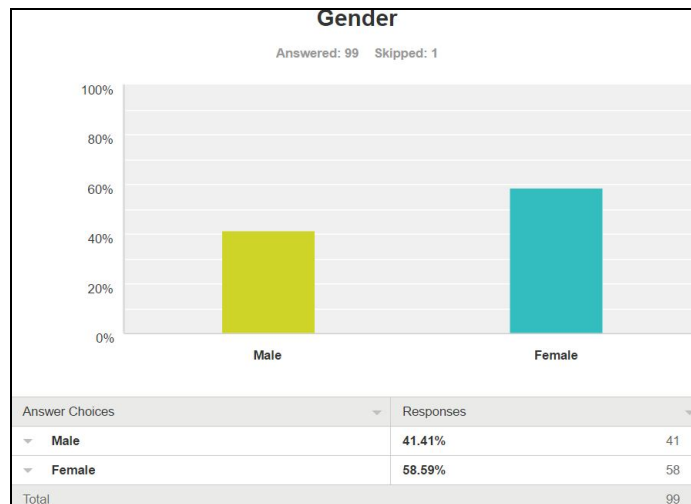 Gender
Answered: 99 Skipped: 1
100%
80%
60%
40%
20%
0%
Male Female
Answer Choices Responses
Male 41.41% 41
Female 58.59% 58
Total 99